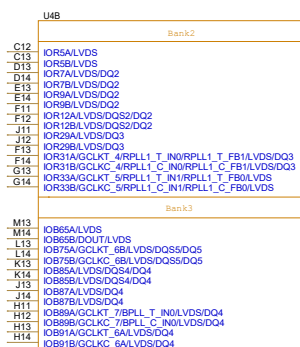 U4B
Bank2
C12 IOR5A/LVDS
C13 IOR5B/LVDS
D13 IOR7A/LVDS/DQ2
D14 IOR7B/LVDS/DQ2
E13 IOR9A/LVDS/DQ2
E14 IOR9B/LVDS/DQ2
F11 IOR12A/LVDS/DQS2/DQ2
F12 IOR12B/LVDS/DQS2/DQ2
J11 IOR29A/LVDS/DQ3
J12 IOR29B/LVDS/DQ3
F13 IOR31A/GCLKT_4/RPLL1_T_IN0/RPLL1_T_FB1/LVDS/DQ3
F14 IOR31B/GCLKC_4/RPLL1_C_IN0/RPLL1_C_FB1/LVDS/DQ3
G13 IOR33A/GCLKT_5/RPLL1_T_IN1/RPLL1_T_FB0/LVDS
G14 IOR33B/GCLKC_5/RPLL1_C_IN1/RPLL1_C_FB0/LVDS
Bank3
M13 IOB65A/LVDS
M14 IOB65B/DOUT/LVDS
L13 IOB75A/GCLKT_6B/LVDS/DQS5/DQ5
L14 IOB75B/GCLKC_6B/LVDS/DQS5/DQ5
K13 IOB85A/LVDS/DQS4/DQ4
K14 IOB85B/LVDS/DQS4/DQ4
J13 IOB87A/LVDS/DQ4
J14 IOB87B/LVDS/DQ4
H11 IOB89A/GCLKT_7/BPLL_T_IN0/LVDS/DQ4
H12 IOB89B/GCLKC_7/BPLL_C_IN0/LVDS/DQ4
H13 IOB91A/GCLKT_6A/LVDS/DQ4
H14 IOB91B/GCLKC_6A/LVDS/DQ4